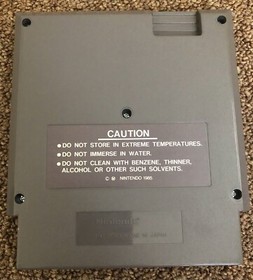 CAUTION
●DO NOT STORE IN EXTREME TEMPERATURES.
●DO NOT IMMERSE IN WATER.
●DO NOT CLEAN WITH BENZENE, THINNER,
ALCOHOL OR OTHER SUCH SOLVENTS.
C ® NINTENDO 1985